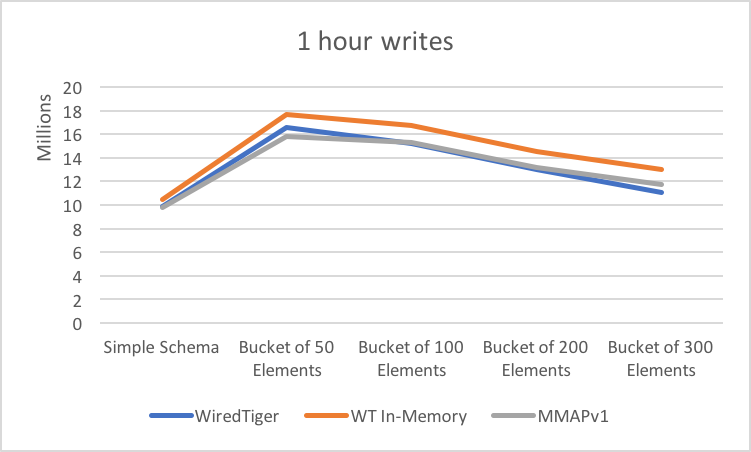 1 hour writes
Millions
20
18
16
14
12
10
8
6
4
2
0
Simple Schema
Bucket of 50
Elements
Bucket of 100
Elements
Bucket of 200
Elements
Bucket of 300
Elements
WiredTiger
WT In-Memory
MMAPv1